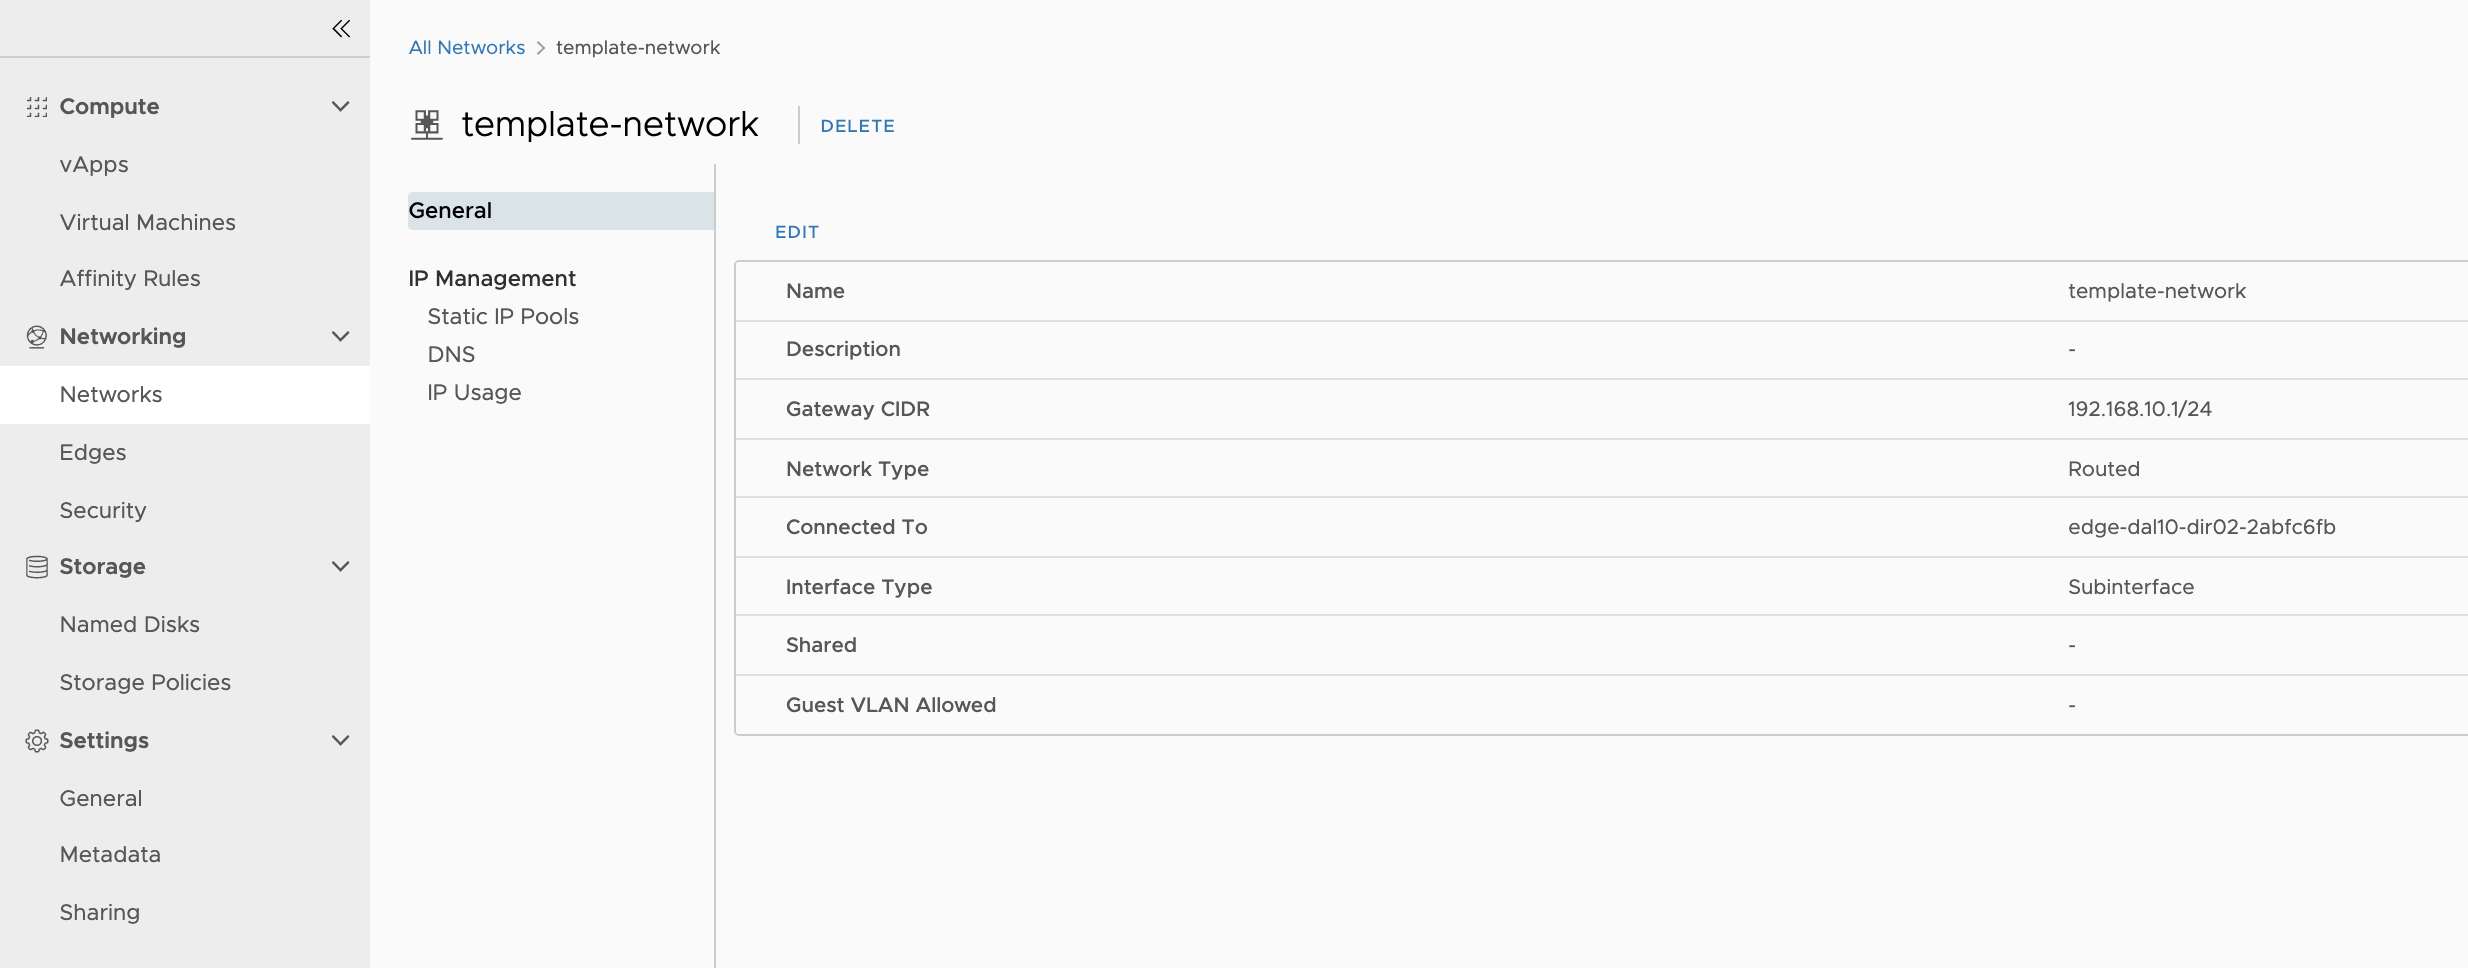 Compute
vApps
Virtual Machines
Affinity Rules
Networking
Networks
Edges
Security
Storage
Named Disks
Storage Policies
Settings
General
Metadata
Sharing
All Networks > template-network
template-network
DELETE
General
IP Management
Static IP Pools
DNS
IP Usage
EDIT
Name template-network
Description -
Gateway CIDR 192.168.10.1/24
Network Type Routed
Connected To edge-dal10-dir02-2abfc6fb
Interface Type Subinterface
Shared -
Guest VLAN Allowed -